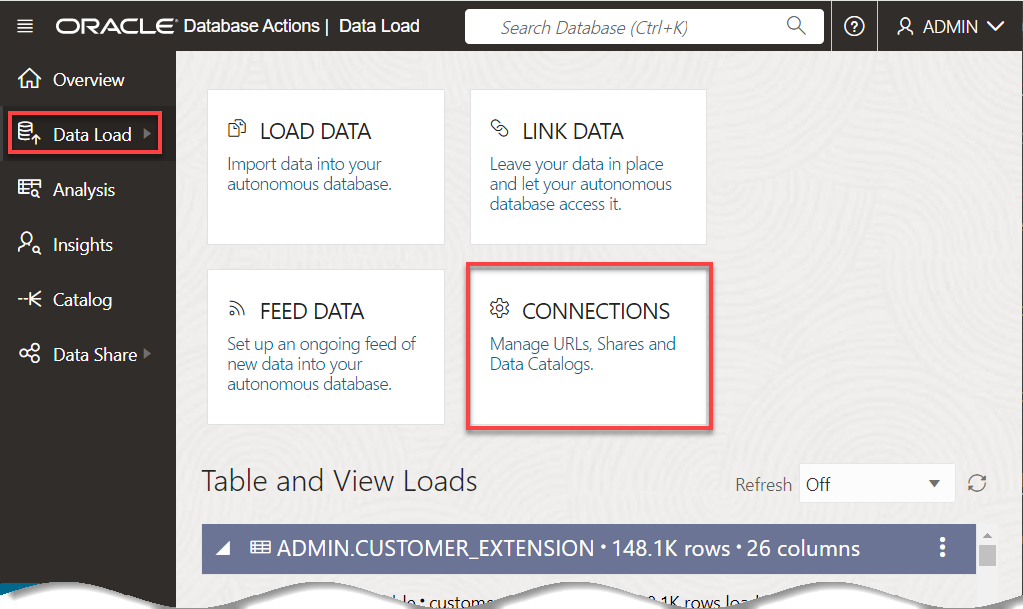 ORACLE Database Actions | Data Load
Search Database (Ctrl+K)
ADMIN
Overview
Data Load
Analysis
Insights
Catalog
Data Share
LOAD DATA
Import data into your
autonomous database.
LINK DATA
Leave your data in place
and let your autonomous
database access it.
FEED DATA
Set up an ongoing feed of
new data into your
autonomous database.
CONNECTIONS
Manage URLs, Shares and
Data Catalogs.
Table and View Loads
Refresh Off
ADMIN.CUSTOMER_EXTENSION • 148.1K rows • 26 columns